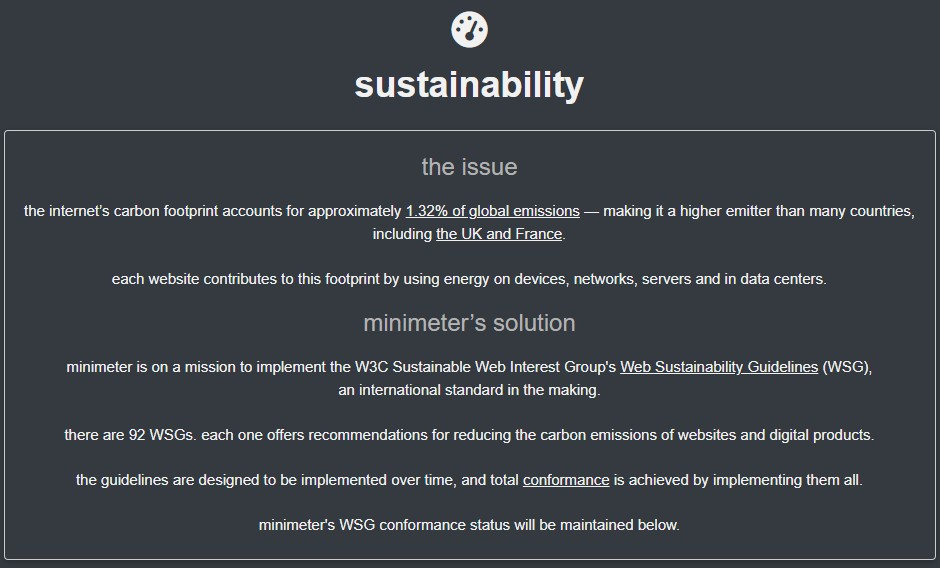 sustainability
the issue
the internet’s carbon footprint accounts for approximately 1.32% of global emissions — making it a higher emitter than many countries,
including the UK and France.
each website contributes to this footprint by using energy on devices, networks, servers and in data centers.
minimeter’s solution
minimeter is on a mission to implement the W3C Sustainable Web Interest Group's Web Sustainability Guidelines (WSG),
an international standard in the making.
there are 92 WSGs. each one offers recommendations for reducing the carbon emissions of websites and digital products.
the guidelines are designed to be implemented over time, and total conformance is achieved by implementing them all.
minimeter's WSG conformance status will be maintained below.